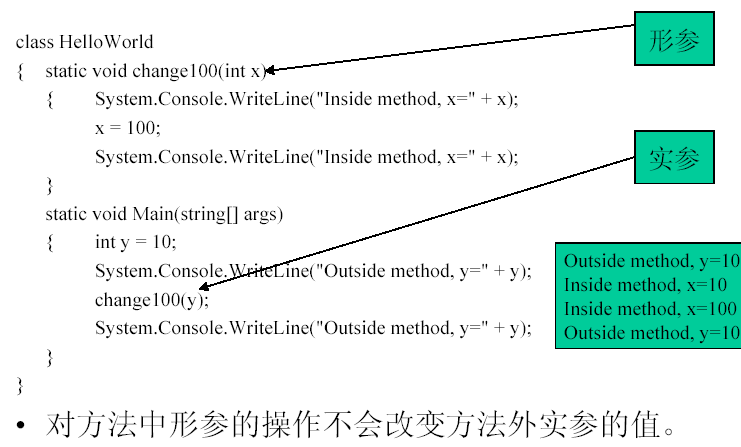 class HelloWorld
{ static void change100(int x)
{ System.Console.WriteLine("Inside method, x=" + x);
x = 100;
System.Console.WriteLine("Inside method, x=" + x);
}
static void Main(string[] args)
{ int y = 10;
System.Console.WriteLine("Outside method, y=" + y);
change100(y);
System.Console.WriteLine("Outside method, y=" + y);
}
}
形参
实参
Outside method, y=10
Inside method, x=10
Inside method, x=100
Outside method, y=10
• 对方法中形参的操作不会改变方法外实参的值。